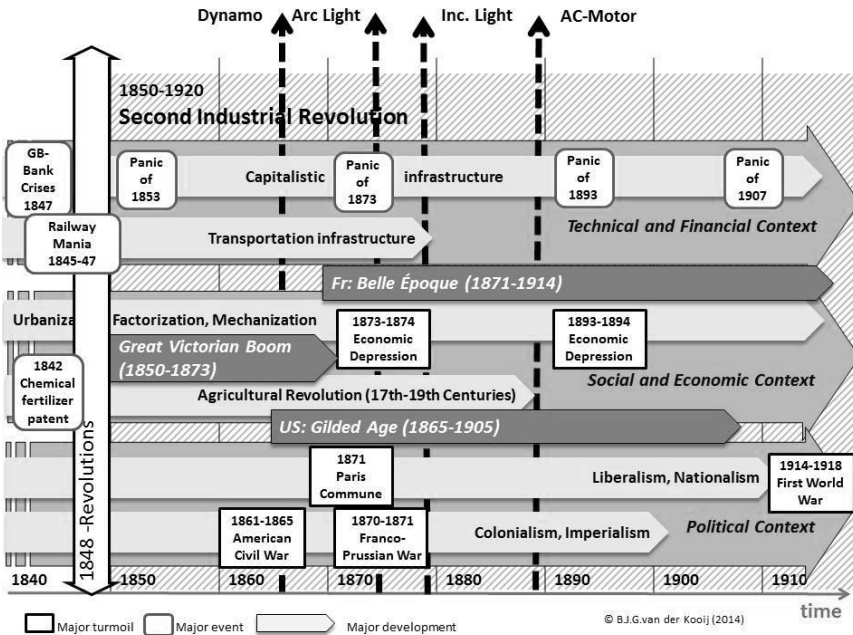 Dynamo Arc Light Inc. Light AC-Motor
1850-1920
Second Industrial Revolution
GB-
Bank
Crises
1847
Panic
of
1853
Capitalistic
Panic
of
1873
infrastructure
Panic
of
1893
Panic
of
1907
Railway
Mania
1845-47
Transportation infrastructure
Technical and Financial Context
Fr: Belle Époque (1871-1914)
Urbaniza
Factorization, Mechanization
1873-1874
Economic
Depression
1893-1894
Economic
Depression
Great Victorian Boom
(1850-1873)
1842
Chemical
fertilizer
patent
Agricultural Revolution (17th-19th Centuries)
Social and Economic Context
US: Gilded Age (1865-1905)
1848 -Revolutions
1871
Paris
Commune
Liberalism, Nationalism
1914-1918
First World
War
1861-1865
American
Civil War
1870-1871
Franco-
Prussian War
Colonialism, Imperialism
Political Context
1840 1850 1860 1870 1880 1890 1900 1910
time
Major turmoil Major event Major development
© B.J.G.van der Kooij (2014)